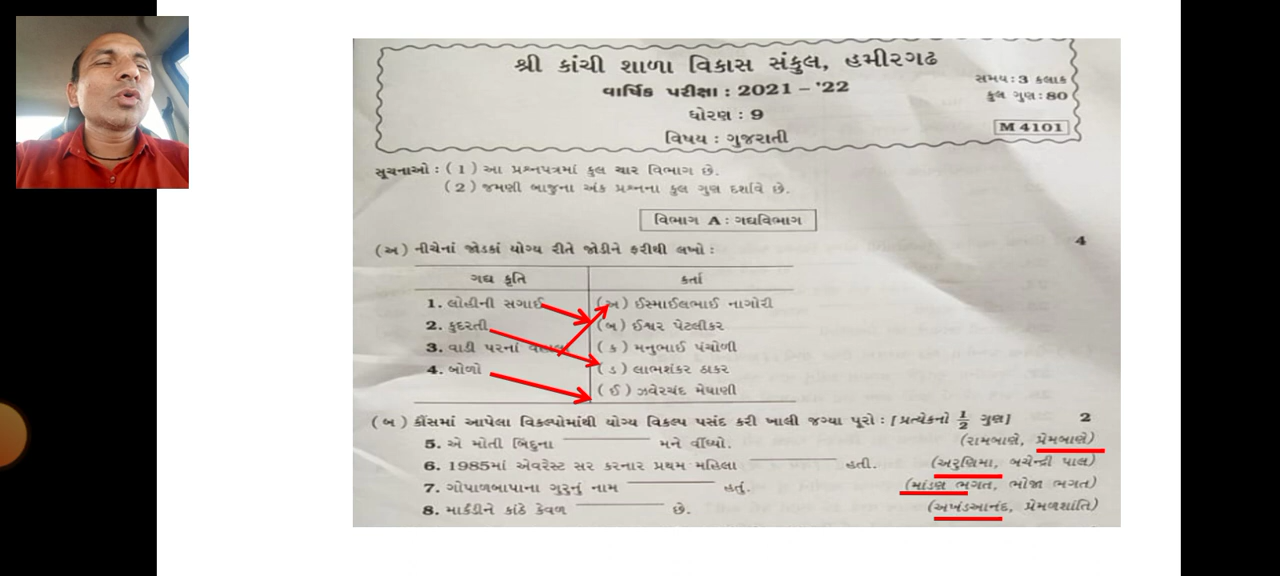 શ્રી કાંચી શાળા વિકાસ સંકુલ, હમીરગઢ
વાર્ષિક પરીક્ષા : 2021 - '22
સમય : 3 કલાક
કુલ ગુણ : 80
ધોરણ : 9
M 4101
વિષય : ગુજરાતી
સૂચનાઓ : (1) આ પ્રશ્નપત્રમાં કુલ ચાર વિભાગ છે.
(2) જમણી બાજુના અંક પ્રશ્નના કુલ ગુણ દર્શાવે છે.
વિભાગ A : ગદ્યવિભાગ
(અ) નીચેનાં જોડકાં યોગ્ય રીતે જોડીને ફરીથી લખો : 4
ગદ્ય કૃતિ કર્તા
1. લોહીની સગાઈ (અ) ઈસ્માઈલભાઈ નાગોરી
2. કુદરતી (બ) ઈશ્વર પેટલીકર
3. વાડી પરનાં (ક) મનુભાઈ પંચોળી
4. બોળો (ડ) લાભશંકર ઠાકર
(ઈ) ઝવેરચંદ મેઘાણી
(બ) કૌંસમાં આપેલા વિકલ્પોમાંથી યોગ્ય વિકલ્પ પસંદ કરી ખાલી જગ્યા પૂરો : [પ્રત્યેકનો 1/2 ગુણ] 2
5. એ મોતી બિંદુના ________ મને વીંધ્યો. (રામબાણે, પ્રેમબાણે)
6. 1985માં એવરેસ્ટ સર કરનાર પ્રથમ મહિલા ________ હતી. (અરુણિમા, બચેન્દ્રી પાલ)
7. ગોપાળબાપાના ગુરુનું નામ ________ હતું. (માંડણ ભગત, ભોજા ભગત)
8. માર્કંડીને કાંઠે કેવળ ________ છે. (અખંડઆનંદ, પ્રેમળશાંતિ)